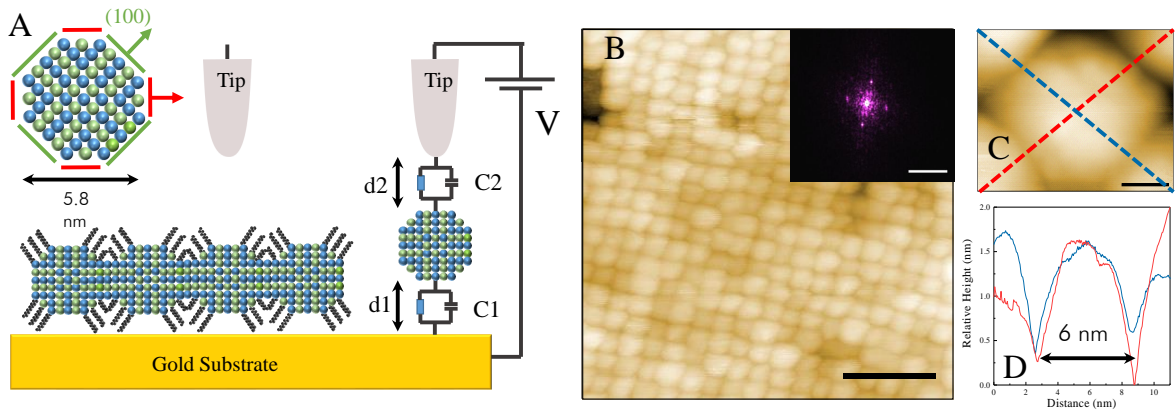 A
(100)
Tip
Tip
V
5.8
nm
d2
C2
d1
C1
Gold Substrate
B
C
D
2.0
1.5
1.0
0.5
0.0
Relative Height (nm)
6 nm
0
2
4
6
8
10
Distance (nm)